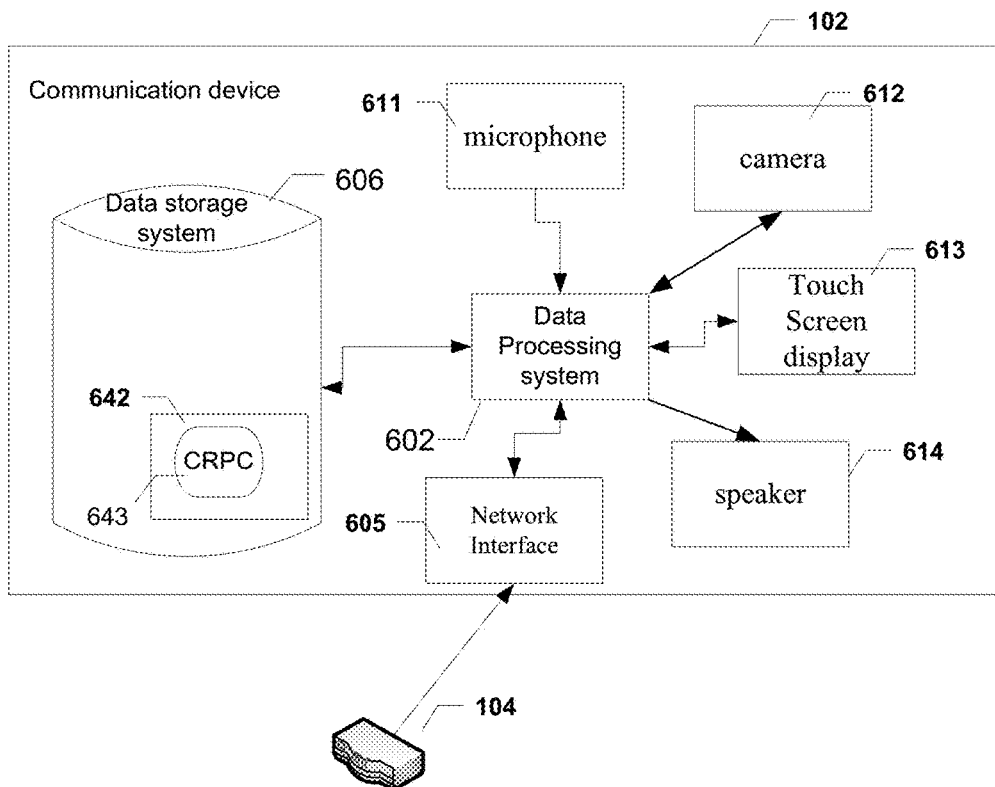 102
Communication device
611
microphone
612
camera
606
Data storage
system
613
Touch
Screen
display
Data
Processing
system
642
CRPC
643
602
614
speaker
605
Network
Interface
104